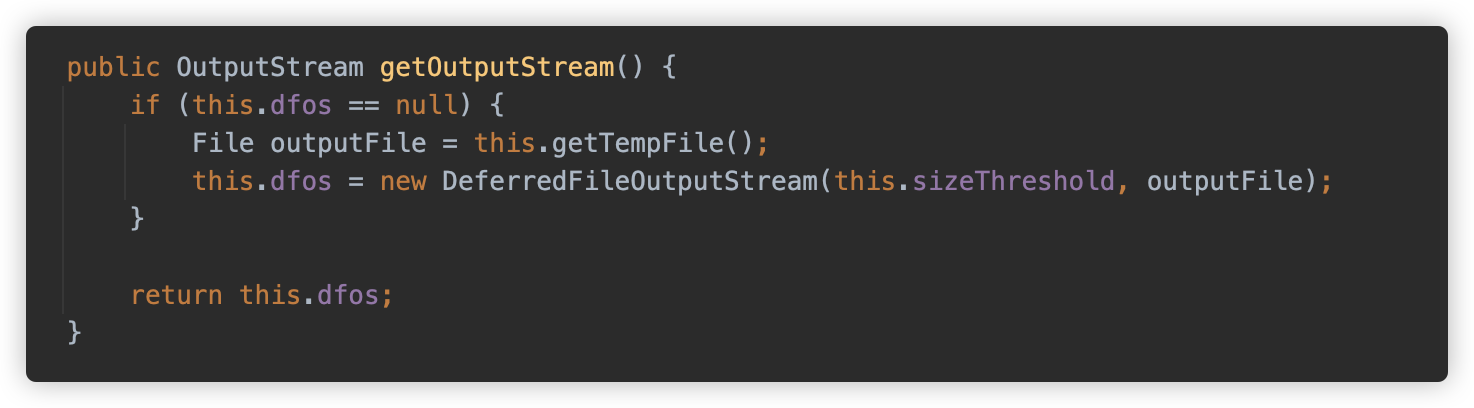 public OutputStream getOutputStream() {
    if (this.dfos == null) {
        File outputFile = this.getTempFile();
        this.dfos = new DeferredFileOutputStream(this.sizeThreshold, outputFile);
    }

    return this.dfos;
}